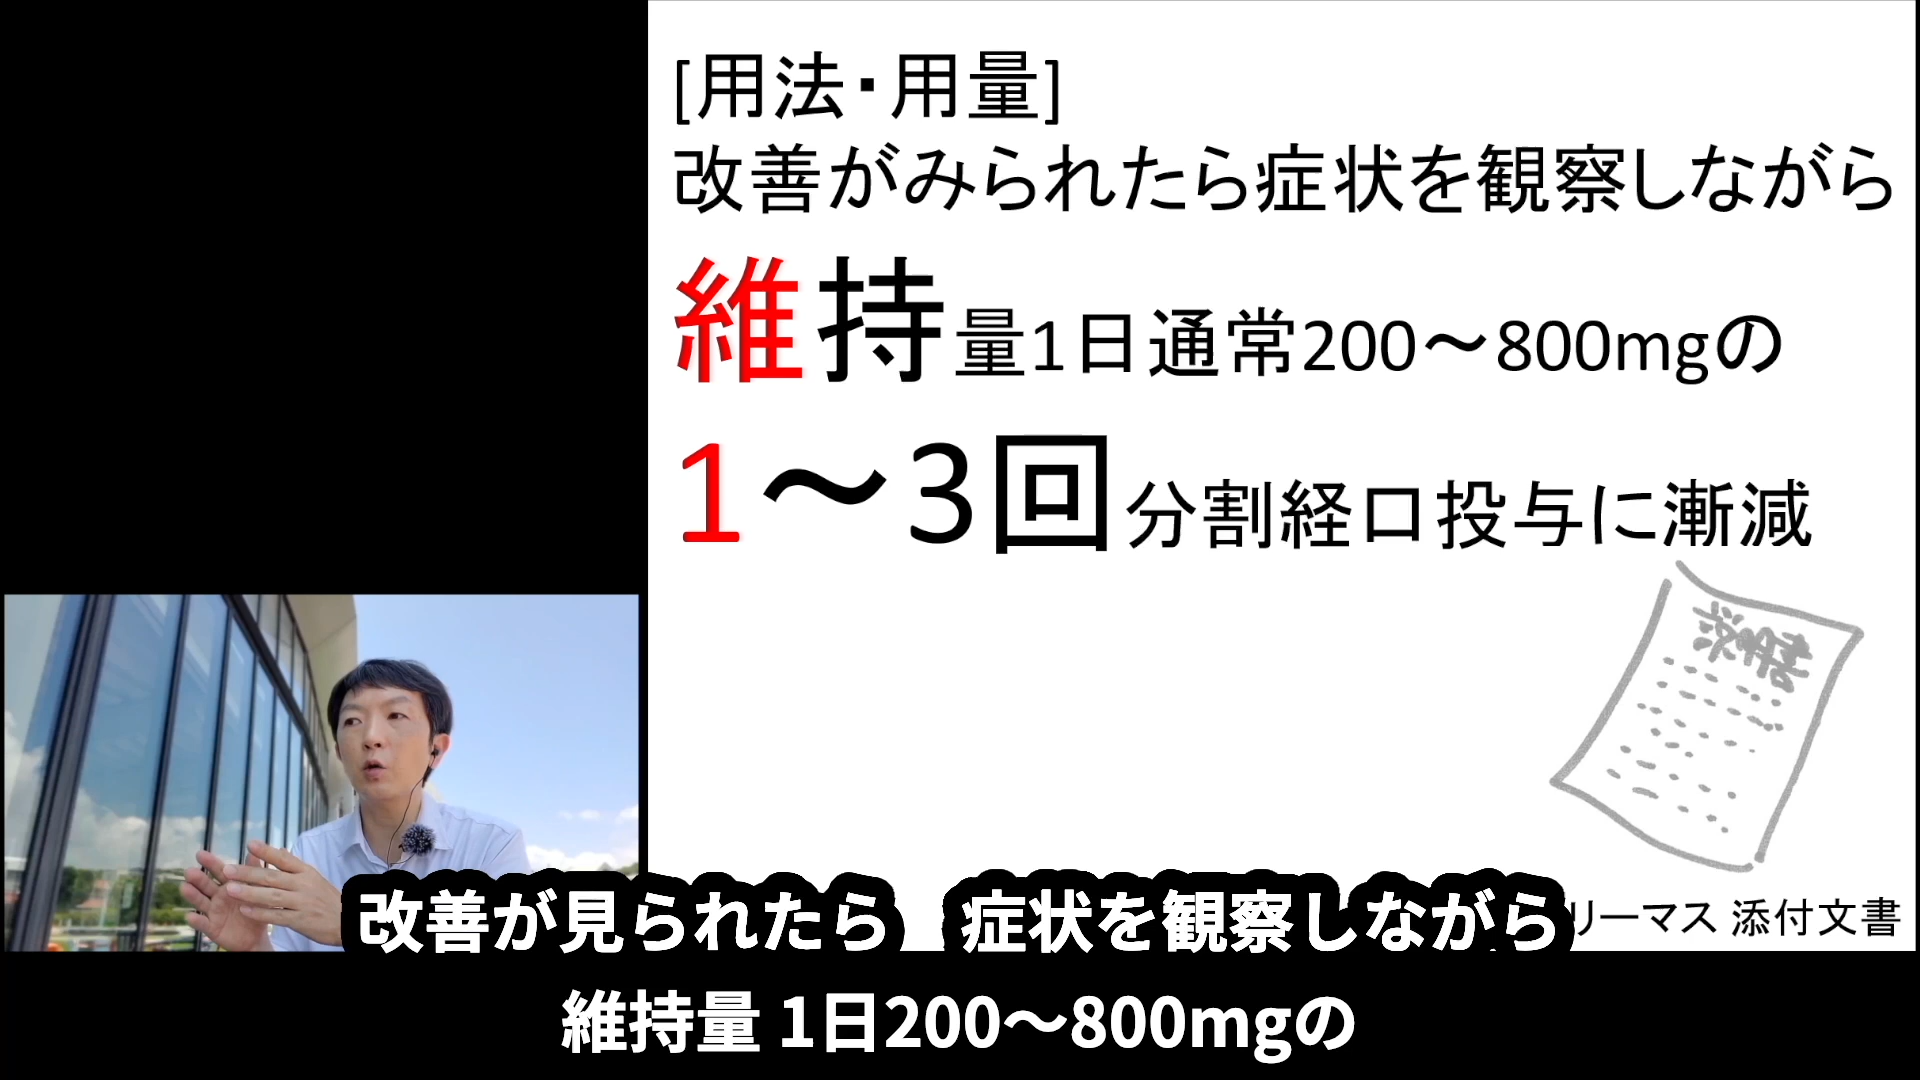 [用法・用量]
改善がみられたら症状を観察しながら
維持量1日通常200～800mgの
1～3回分割経口投与に漸減
添付文書
リーマス 添付文書
改善が見られたら 症状を観察しながら
維持量 1日200～800mgの